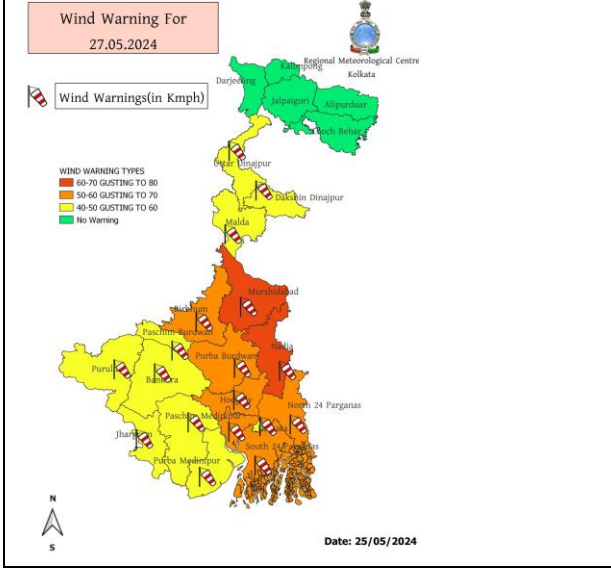 Wind Warning For
27.05.2024
Regional Meteorological Centre
Kolkata
Wind Warnings(in Kmph)
WIND WARNING TYPES
60-70 GUSTING TO 80
50-60 GUSTING TO 70
40-50 GUSTING TO 60
No Warning
Kalimpong
Darjeeling
Jalpaiguri
Alipurduar
Coch Behar
Uttar Dinajpur
Dakshin Dinajpur
Malda
Murshidabad
Birbhum
Paschim Burdwan
Nadia
Purba Burdwan
Bankura
North 24 Parganas
Paschim Medinipur
South 24 Parganas
Purba Medinipur
N
S
Date: 25/05/2024